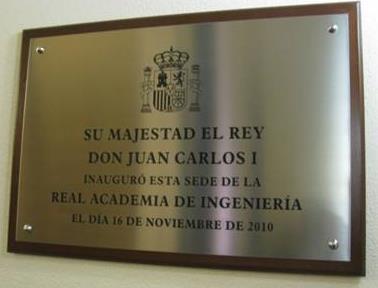 SU MAJESTAD EL REY
DON JUAN CARLOS I
INAUGURÓ ESTA SEDE DE LA
REAL ACADEMIA DE INGENIERÍA
EL DÍA 16 DE NOVIEMBRE DE 2010